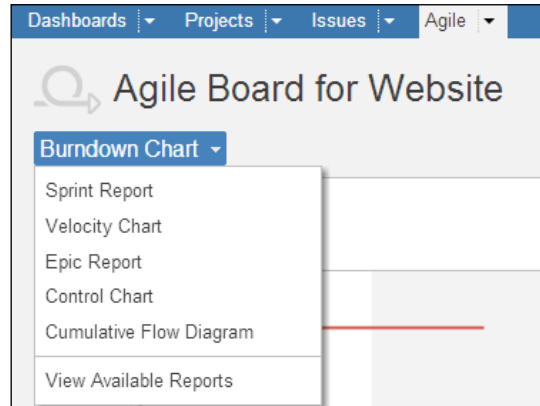 Dashboards Projects Issues Agile
Agile Board for Website
Burndown Chart
Sprint Report
Velocity Chart
Epic Report
Control Chart
Cumulative Flow Diagram
View Available Reports